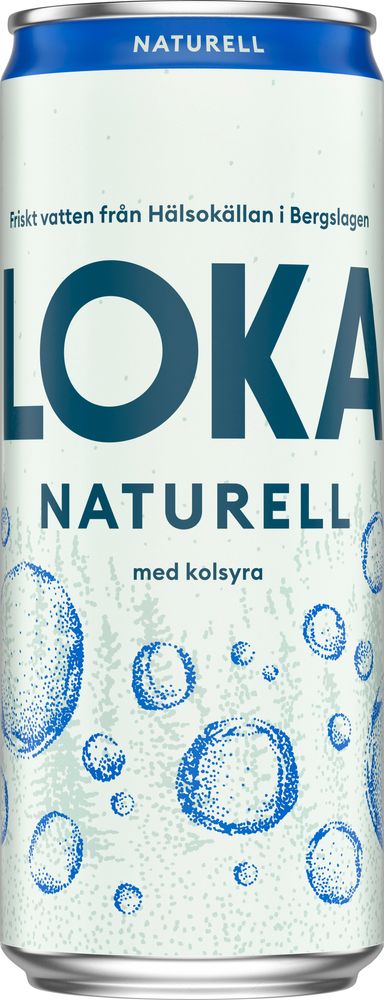 NATURELL
Friskt vatten från Hälsokällan i Bergslagen
LOKA
NATURELL
med kolsyra